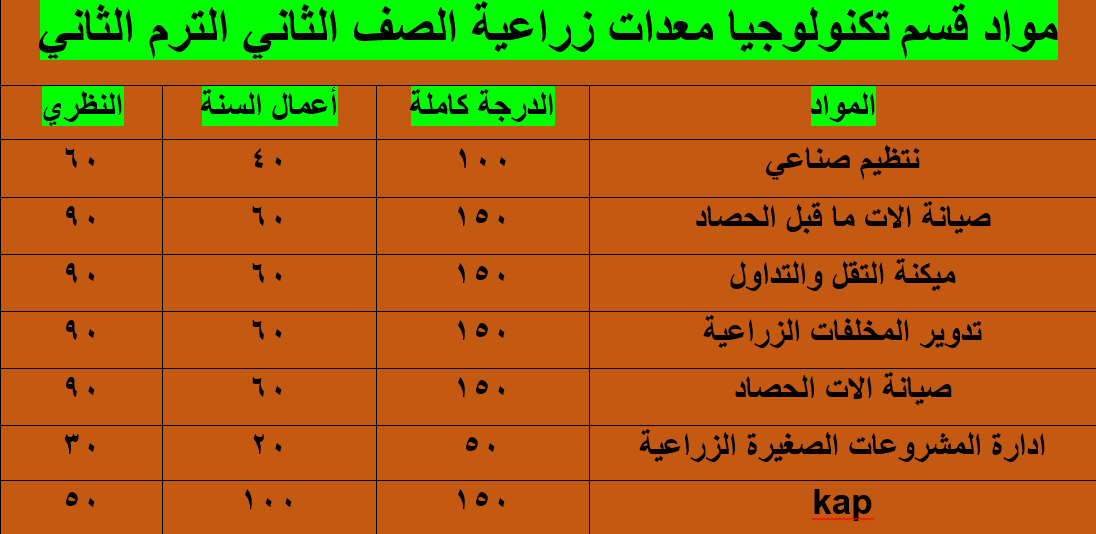 مواد قسم تكنولوجيا معدات زراعية الصف الثاني الترم الثاني
المواد الدرجة كاملة أعمال السنة النظري
نتظيم صناعي ١٠٠ ٤٠ ٦٠
صيانة الات ما قبل الحصاد ١٥٠ ٦٠ ٩٠
ميكنة التقل والتداول ١٥٠ ٦٠ ٩٠
تدوير المخلفات الزراعية ١٥٠ ٦٠ ٩٠
صيانة الات الحصاد ١٥٠ ٦٠ ٩٠
ادارة المشروعات الصغيرة الزراعية ٥٠ ٢٠ ٣٠
kap ١٥٠ ١٠٠ ٥٠